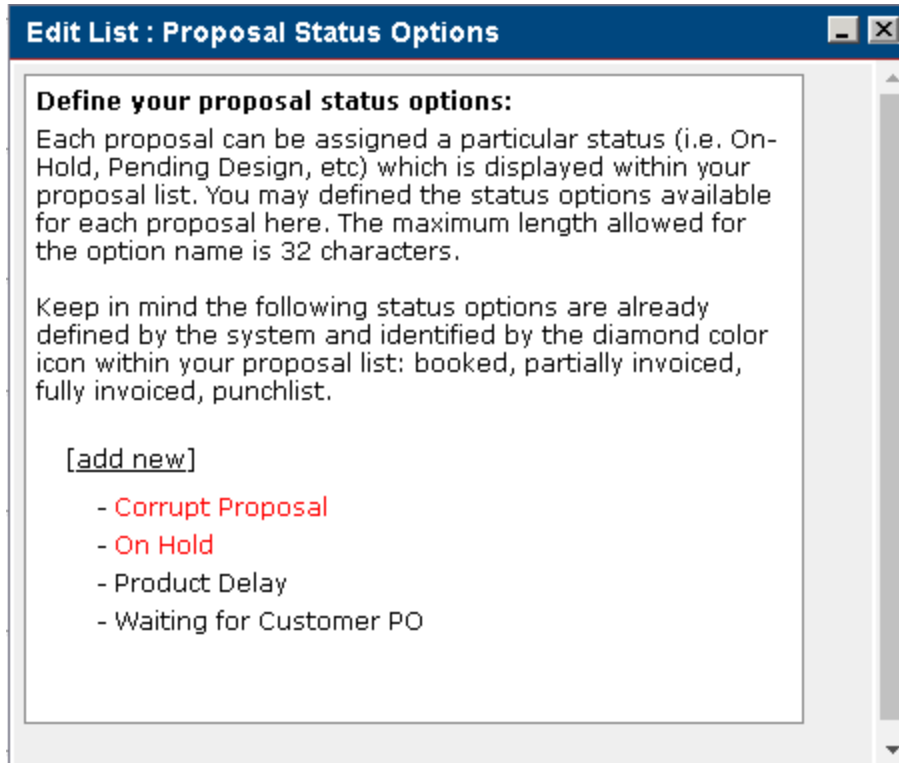 Edit List : Proposal Status Options
Define your proposal status options:
Each proposal can be assigned a particular status (i.e. On-
Hold, Pending Design, etc) which is displayed within your
proposal list. You may defined the status options available
for each proposal here. The maximum length allowed for
the option name is 32 characters.
Keep in mind the following status options are already
defined by the system and identified by the diamond color
icon within your proposal list: booked, partially invoiced,
fully invoiced, punchlist.
[add new]
- Corrupt Proposal
- On Hold
- Product Delay
- Waiting for Customer PO